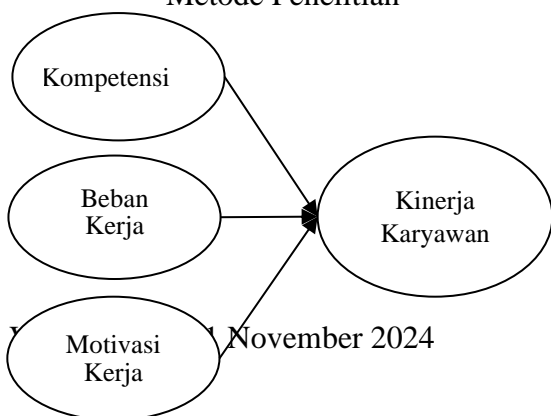 Metode Penelitian
Kompetensi
Beban
Kerja
Kinerja
Karyawan
Motivasi
Kerja
November 2024